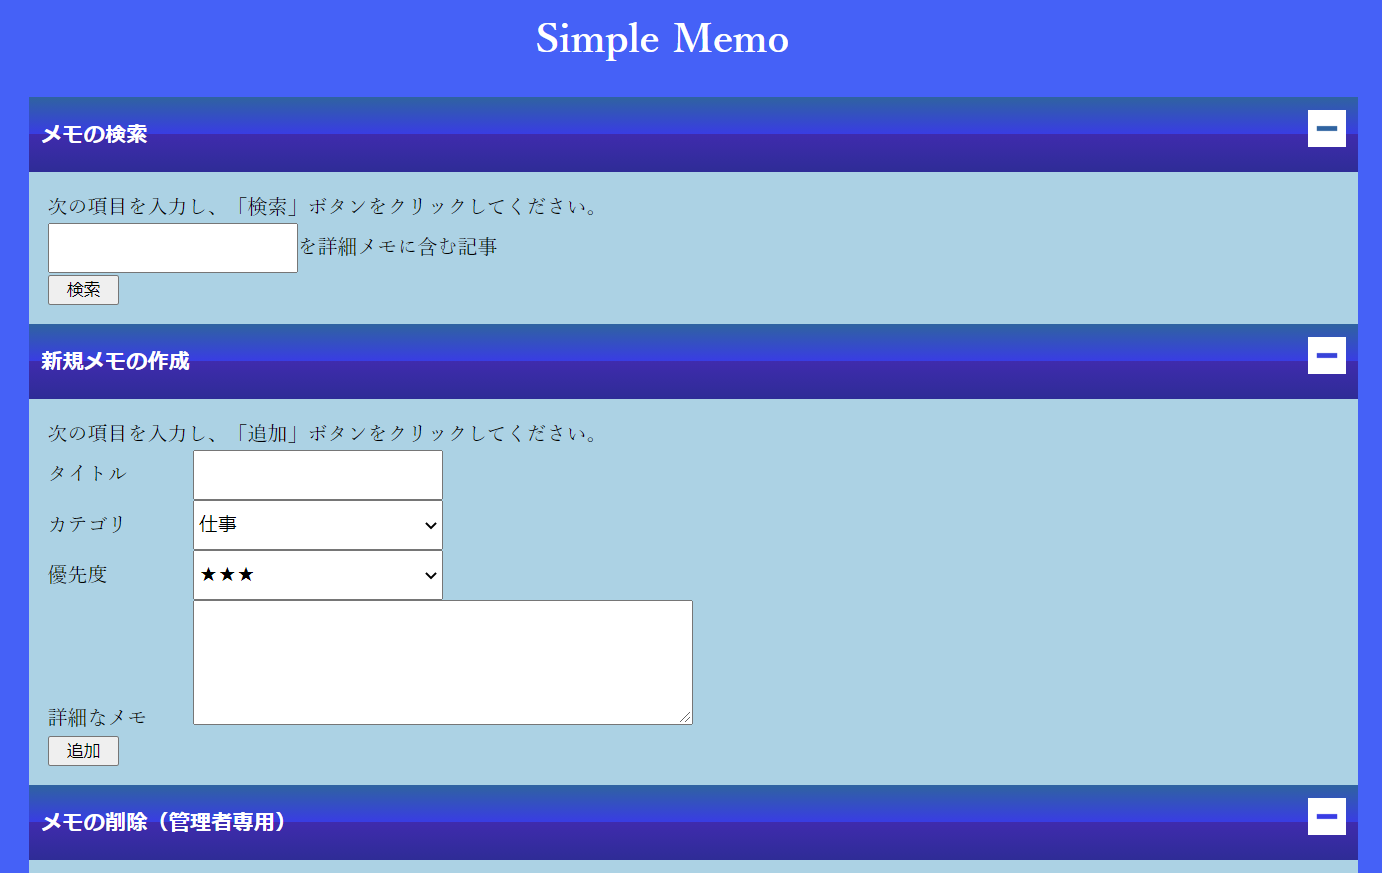 Simple Memo
メモの検索
次の項目を入力し、「検索」ボタンをクリックしてください。
を詳細メモに含む記事
検索
新規メモの作成
次の項目を入力し、「追加」ボタンをクリックしてください。
タイトル
カテゴリ 仕事
優先度 ★★★
詳細なメモ
追加
メモの削除（管理者専用）